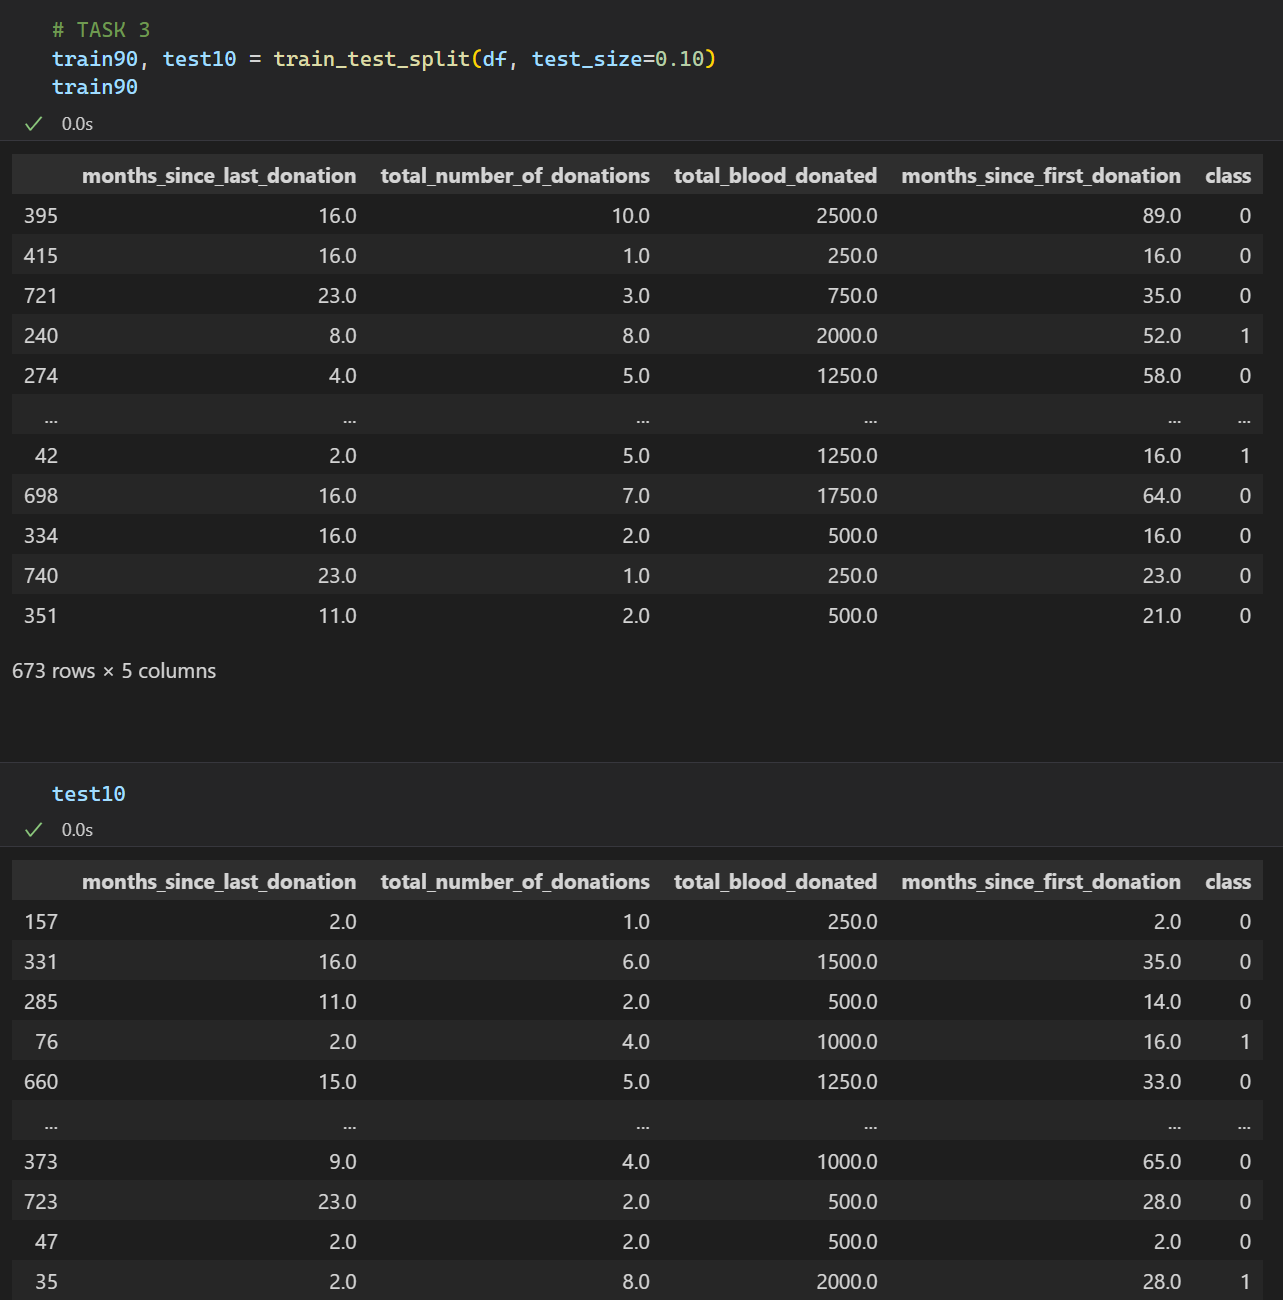 # TASK 3
train90, test10 = train_test_split(df, test_size=0.10)
train90
0.0s
months_since_last_donation total_number_of_donations total_blood_donated months_since_first_donation class
395 16.0 10.0 2500.0 89.0 0
415 16.0 1.0 250.0 16.0 0
721 23.0 3.0 750.0 35.0 0
240 8.0 8.0 2000.0 52.0 1
274 4.0 5.0 1250.0 58.0 0
... ... ... ... ... ...
42 2.0 5.0 1250.0 16.0 1
698 16.0 7.0 1750.0 64.0 0
334 16.0 2.0 500.0 16.0 0
740 23.0 1.0 250.0 23.0 0
351 11.0 2.0 500.0 21.0 0
673 rows × 5 columns
test10
0.0s
months_since_last_donation total_number_of_donations total_blood_donated months_since_first_donation class
157 2.0 1.0 250.0 2.0 0
331 16.0 6.0 1500.0 35.0 0
285 11.0 2.0 500.0 14.0 0
76 2.0 4.0 1000.0 16.0 1
660 15.0 5.0 1250.0 33.0 0
... ... ... ... ... ...
373 9.0 4.0 1000.0 65.0 0
723 23.0 2.0 500.0 28.0 0
47 2.0 2.0 500.0 2.0 0
35 2.0 8.0 2000.0 28.0 1